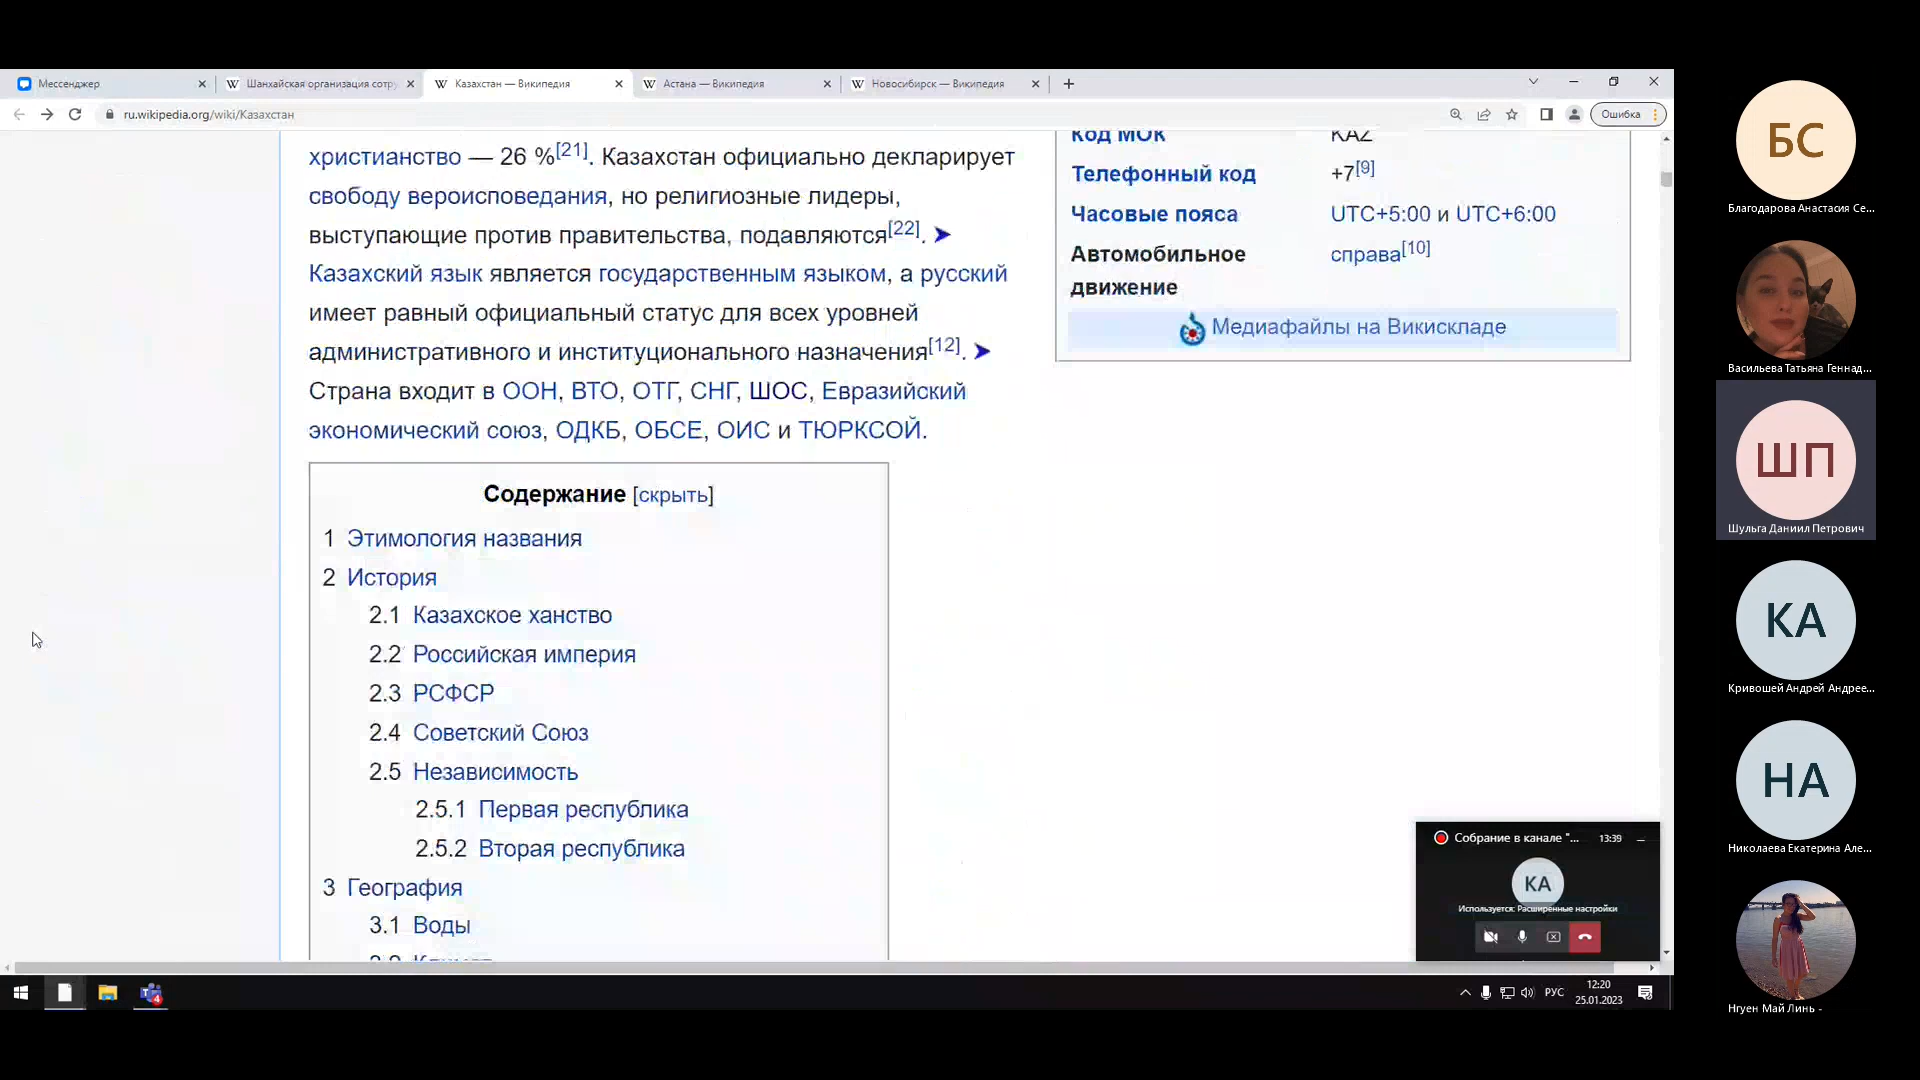 Мессенджер
Шанхайская организация сотру
Казахстан — Википедия
Астана — Википедия
Новосибирск — Википедия
ru.wikipedia.org/wiki/Казахстан
Ошибка
христианство — 26 %[21]. Казахстан официально декларирует
свободу вероисповедания, но религиозные лидеры,
выступающие против правительства, подавляются[22]. ➤
Казахский язык является государственным языком, а русский
имеет равный официальный статус для всех уровней
административного и институционального назначения[12]. ➤
Страна входит в ООН, ВТО, ОТГ, СНГ, ШОС, Евразийский
экономический союз, ОДКБ, ОБСЕ, ОИС и ТЮРКСОЙ.
Код МОК KAZ
Телефонный код +7[9]
Часовые пояса UTC+5:00 и UTC+6:00
Автомобильное справа[10]
движение
Медиафайлы на Викискладе
Содержание [скрыть]
1 Этимология названия
2 История
2.1 Казахское ханство
2.2 Российская империя
2.3 РСФСР
2.4 Советский Союз
2.5 Независимость
2.5.1 Первая республика
2.5.2 Вторая республика
3 География
3.1 Воды
Собрание в канале "... 13:39
КА
Используется: Расширенные настройки
РУС
12:20
25.01.2023
БС
Благодарова Анастасия Се...
Васильева Татьяна Геннад...
ШП
Шульга Даниил Петрович
КА
Кривошей Андрей Андрее...
НА
Николаева Екатерина Але...
Нгуен Май Линь -